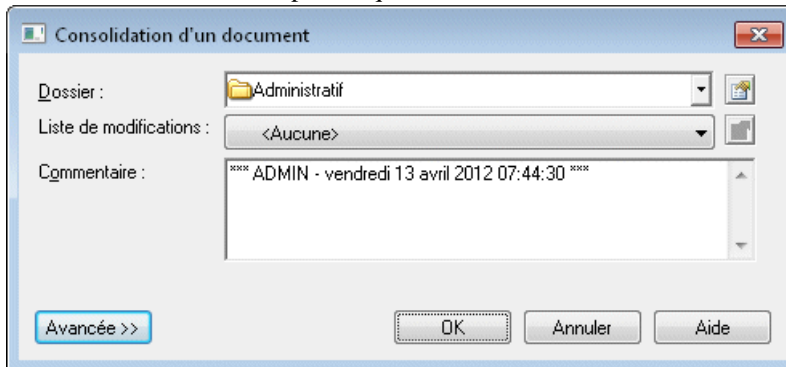 Consolidation d'un document
Dossier : Administratif
Liste de modifications : <Aucune>
Commentaire : *** ADMIN - vendredi 13 avril 2012 07:44:30 ***
Avancée >> OK Annuler Aide